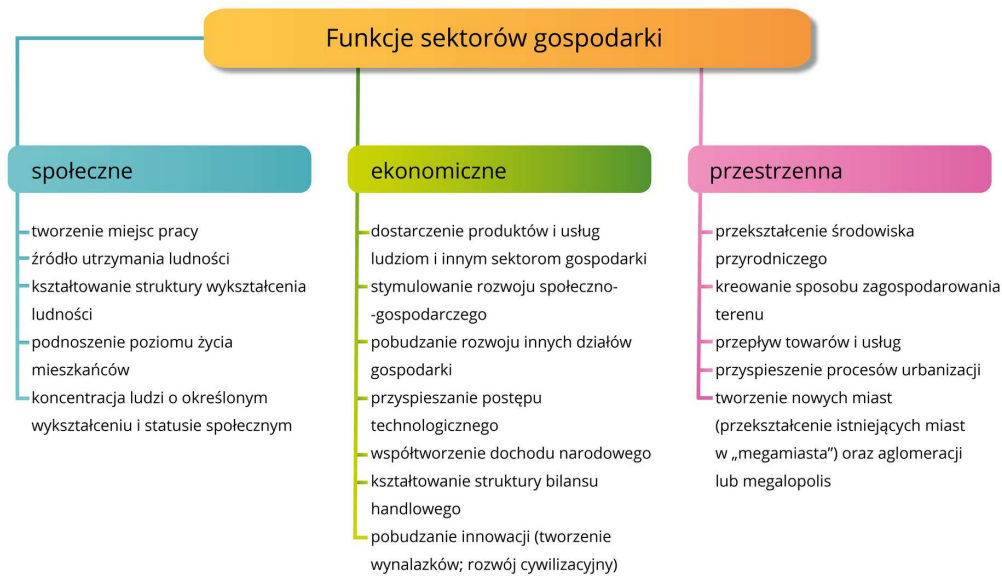 Funkcje sektorów gospodarki
społeczne
tworzenie miejsc pracy
źródło utrzymania ludności
kształtowanie struktury wykształcenia
ludności
podnoszenie poziomu życia
mieszkańców
koncentracja ludzi o określonym
wykształceniu i statusie społecznym
ekonomiczne
dostarczenie produktów i usług
ludziom i innym sektorom gospodarki
stymulowanie rozwoju społeczno-
-gospodarczego
pobudzanie rozwoju innych działów
gospodarki
przyspieszanie postępu
technologicznego
współtworzenie dochodu narodowego
kształtowanie struktury bilansu
handlowego
pobudzanie innowacji (tworzenie
wynalazków; rozwój cywilizacyjny)
przestrzenna
przekształcenie środowiska
przyrodniczego
kreowanie sposobu zagospodarowania
terenu
przepływ towarów i usług
przyspieszenie procesów urbanizacji
tworzenie nowych miast
(przekształcenie istniejących miast
w „megamiasta”) oraz aglomeracji
lub megalopolis